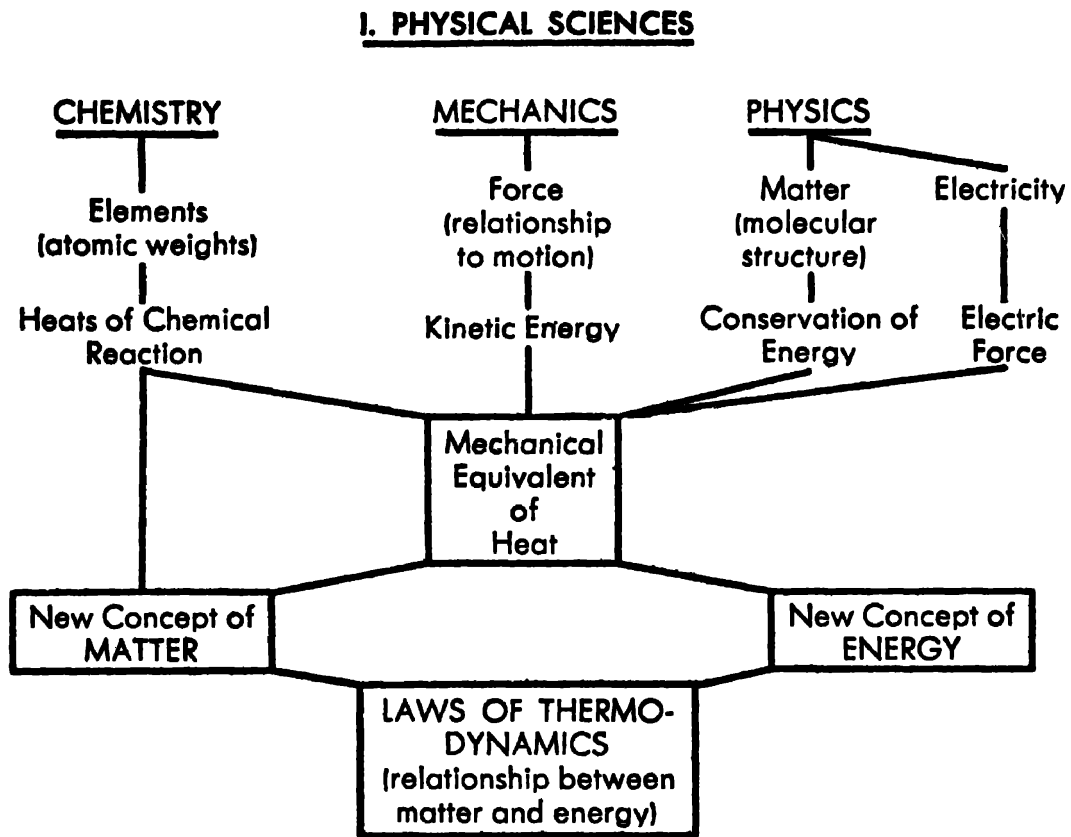 I. PHYSICAL SCIENCES
CHEMISTRY
MECHANICS
PHYSICS
Elements
(atomic weights)
Force
(relationship
to motion)
Matter
(molecular
structure)
Electricity
Heats of Chemical
Reaction
Kinetic Energy
Conservation of
Energy
Electric
Force
Mechanical
Equivalent
of
Heat
New Concept of
MATTER
New Concept of
ENERGY
LAWS OF THERMO-
DYNAMICS
(relationship between
matter and energy)